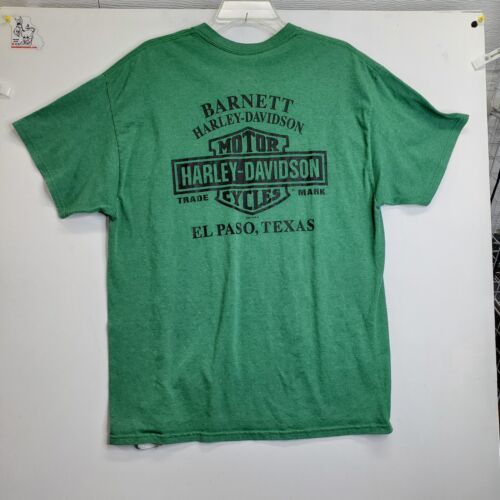 BARNETT
HARLEY-DAVIDSON
MOTOR
HARLEY-DAVIDSON
TRADE MARK
CYCLES
EL PASO, TEXAS